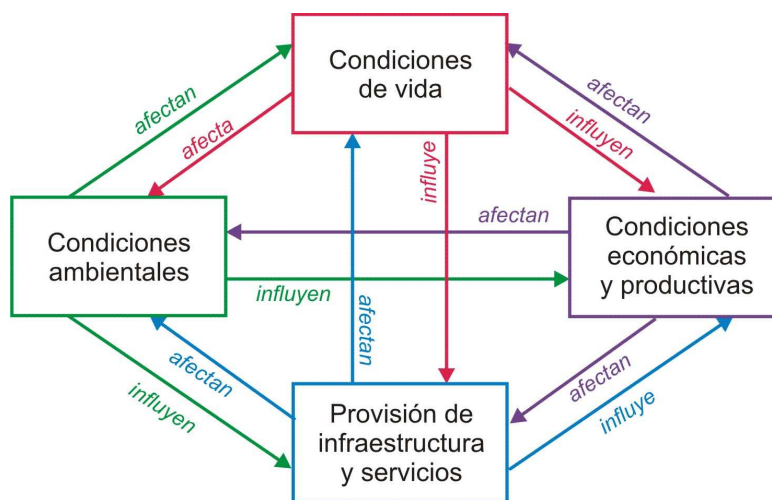 Condiciones
de vida
afectan
afecta
influye
influyen
afectan
Condiciones
ambientales
afectan
influyen
Condiciones
económicas
y productivas
afectan
afectan
influyen
afectan
influye
Provisión de
infraestructura
y servicios